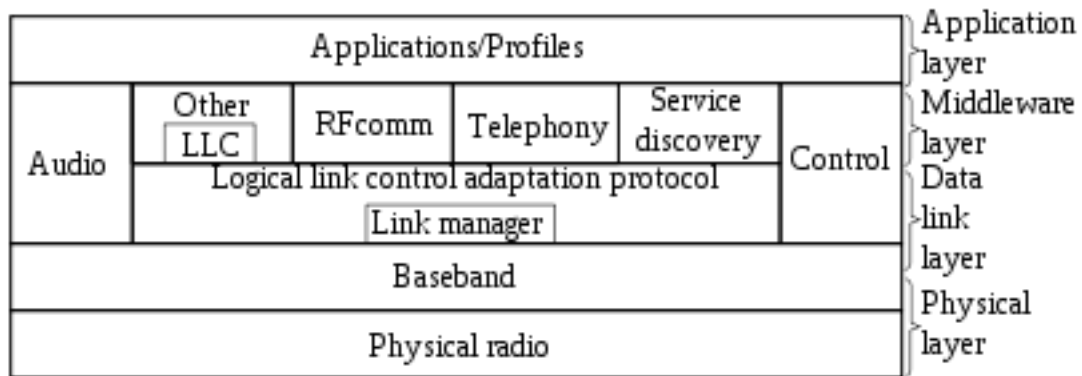 Applications/Profiles
Application
layer
Audio
Other
LLC
RFcomm
Telephony
Service
discovery
Control
Middleware
layer
Logical link control adaptation protocol
Link manager
Data
link
layer
Baseband
Physical radio
Physical
layer